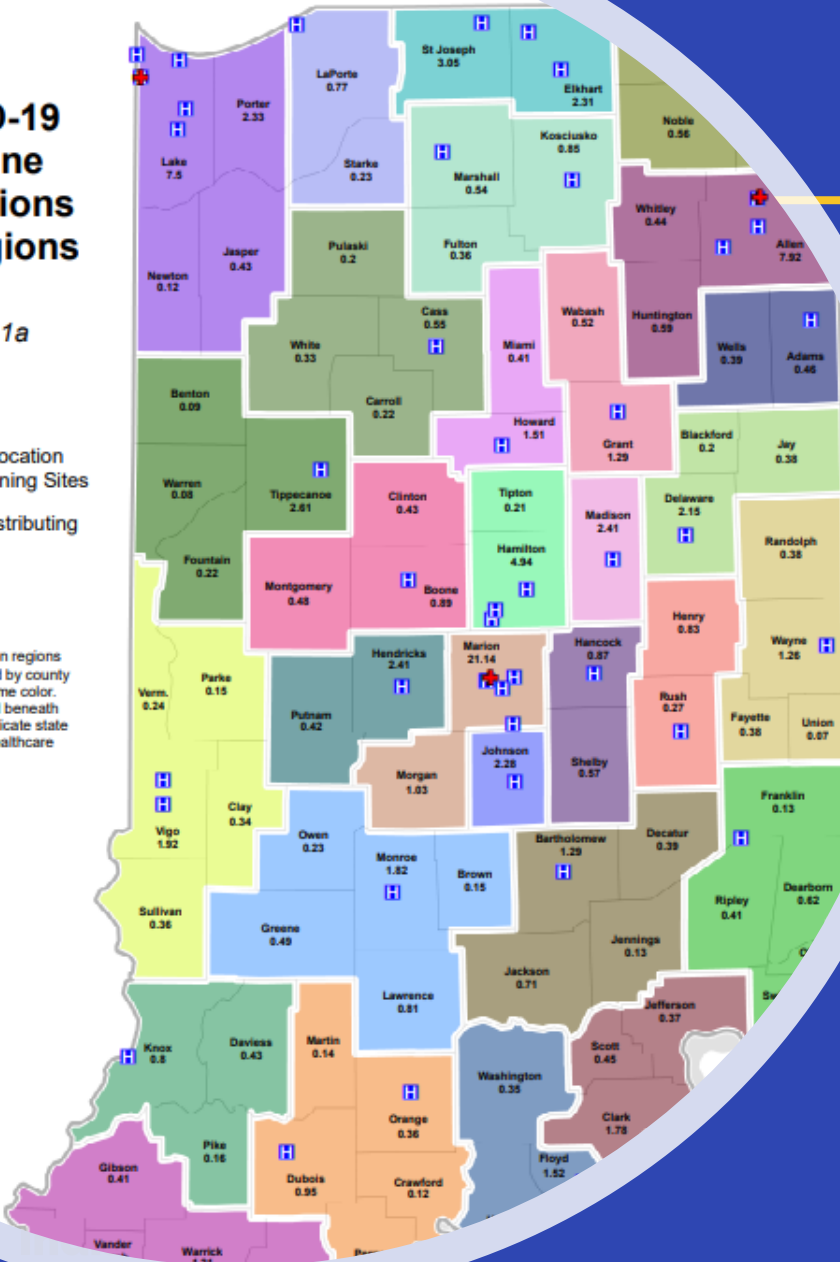 D-19
ne
ions
gions
1a
ocation
ning Sites
stributing
n regions
d by county
me color.
d beneath
icate state
althcare
H
LaPorte
0.77
St Joseph
3.05
Elkhart
2.31
Porter
2.33
Lake
7.5
Starke
0.23
Noble
0.56
Kosciusko
0.85
Marshall
0.54
Fulton
0.36
Whitley
0.44
Allen
7.92
Newton
0.12
Jasper
0.43
Pulaski
0.2
Huntington
0.59
Wells
0.39
Adams
0.46
White
0.33
Cass
0.55
Miami
0.41
Wabash
0.52
Carroll
0.22
Benton
0.09
Howard
1.51
Grant
1.29
Blackford
0.2
Jay
0.38
Warren
0.08
Tippecanoe
2.61
Fountain
0.22
Clinton
0.43
Tipton
0.21
Hamilton
4.94
Madison
2.41
Delaware
2.15
Randolph
0.38
Montgomery
0.48
Boone
0.89
Henry
0.83
Wayne
1.26
Verm.
0.24
Parke
0.15
Putnam
0.42
Hendricks
2.41
Marion
21.14
Hancock
0.87
Rush
0.27
Fayette
0.38
Union
0.07
Morgan
1.03
Johnson
2.28
Shelby
0.57
Vigo
1.92
Clay
0.34
Owen
0.23
Monroe
1.82
Brown
0.15
Bartholomew
1.29
Decatur
0.39
Franklin
0.13
Sullivan
0.36
Greene
0.49
Ripley
0.41
Dearborn
0.62
Jennings
0.13
Jackson
0.71
Lawrence
0.81
Jefferson
0.37
Knox
0.8
Daviess
0.43
Martin
0.14
Scott
0.45
Washington
0.35
Orange
0.36
Clark
1.78
Floyd
1.52
Pike
0.16
Gibson
0.41
Dubois
0.95
Crawford
0.12
Vander
Warrick